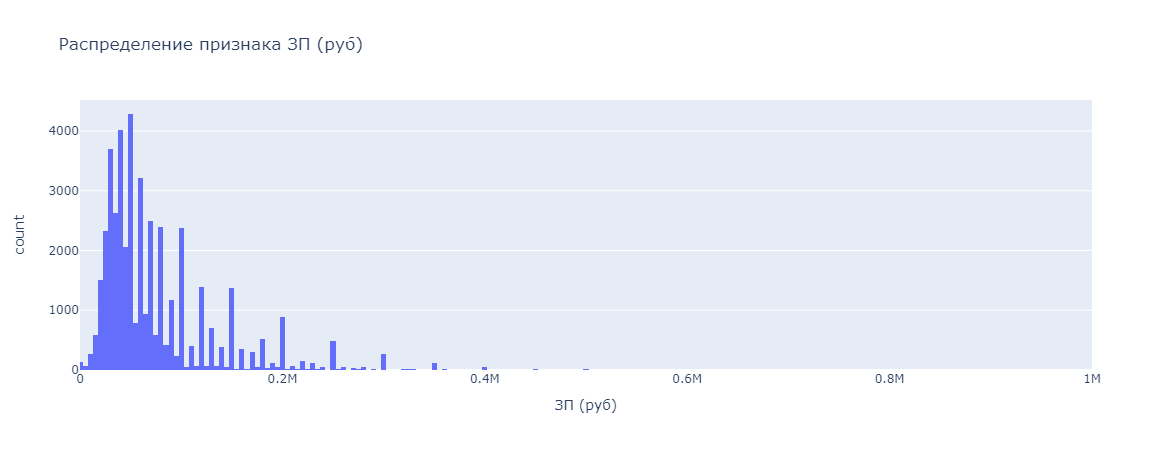 Распределение признака ЗП (руб)
4000
3000
2000
1000
0
count
0 0.2M 0.4M 0.6M 0.8M 1M
ЗП (руб)